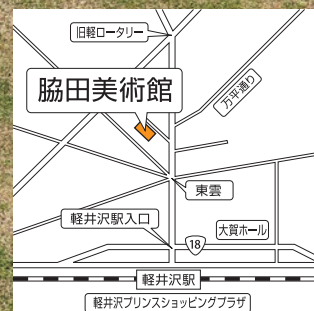 旧軽ロータリー
脇田美術館
万平通り
東雲
軽井沢駅入口
18
大賀ホール
軽井沢駅
軽井沢プリンスショッピングプラザ